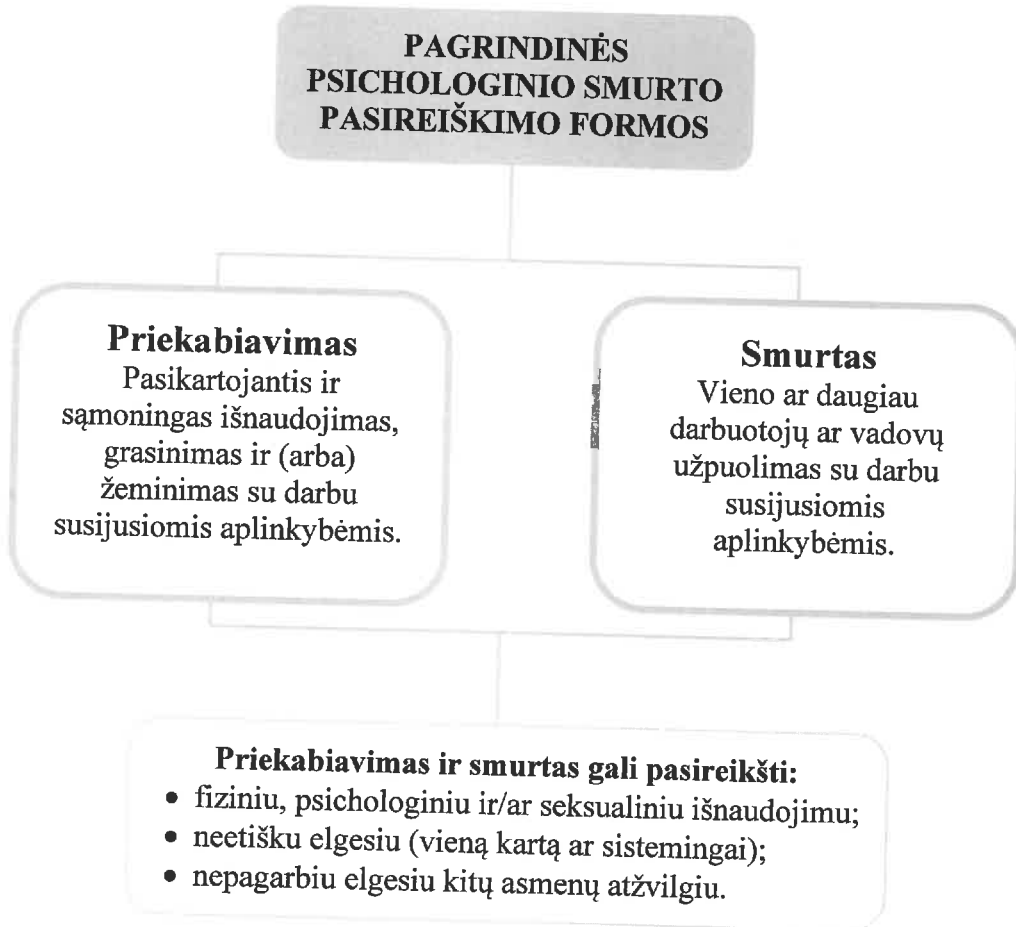 PAGRINDINĖS
PSICHOLOGINIO SMURTO
PASIREIŠKIMO FORMOS
Priekabiavimas
Pasikartojantis ir
sąmoningas išnaudojimas,
grasinimas ir (arba)
žeminimas su darbu
susijusiomis aplinkybėmis.
Smurtas
Vieno ar daugiau
darbuotojų ar vadovų
užpuolimas su darbu
susijusiomis
aplinkybėmis.
Priekabiavimas ir smurtas gali pasireikšti:
• fiziniu, psichologiniu ir/ar seksualiniu išnaudojimu;
• neetišku elgesiu (vieną kartą ar sistemingai);
• nepagarbiu elgesiu kitų asmenų atžvilgiu.